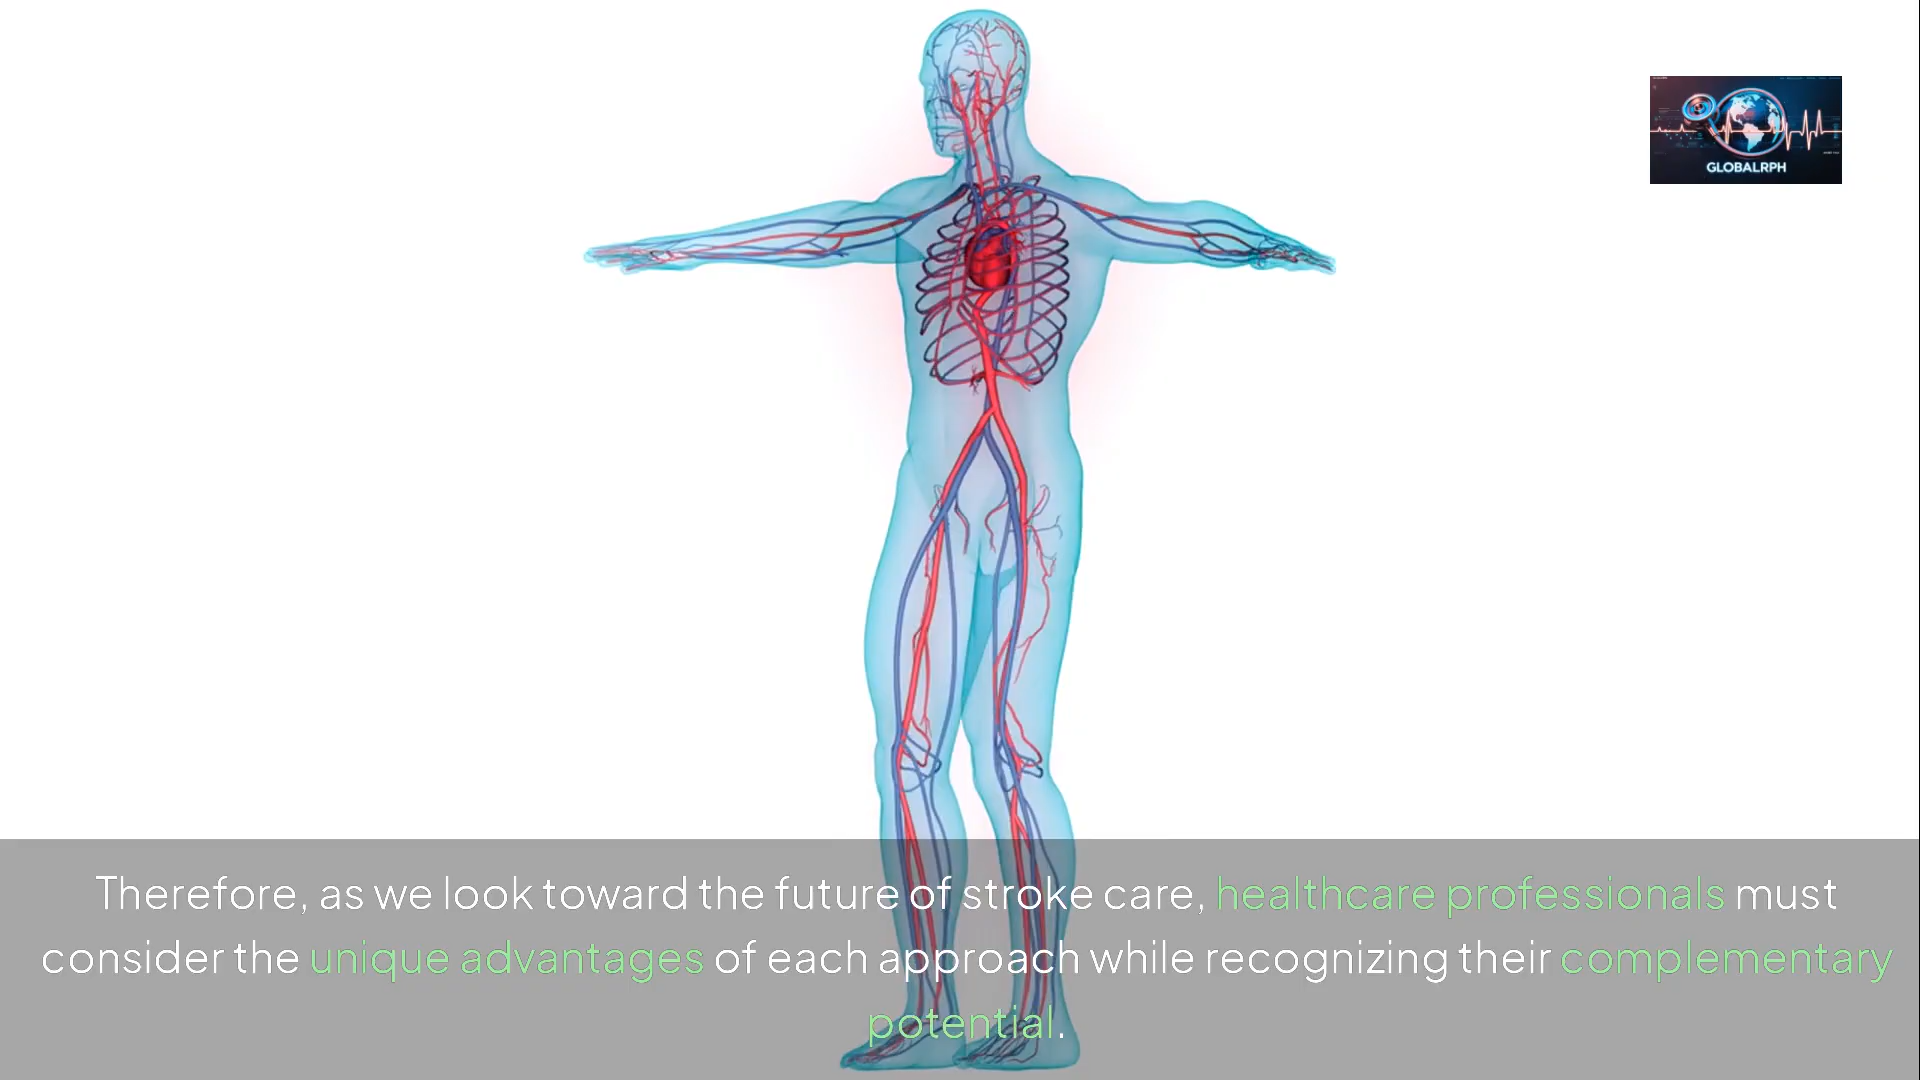 GLOBALRPH
Therefore, as we look toward the future of stroke care, healthcare professionals must
consider the unique advantages of each approach while recognizing their complementary
potential.